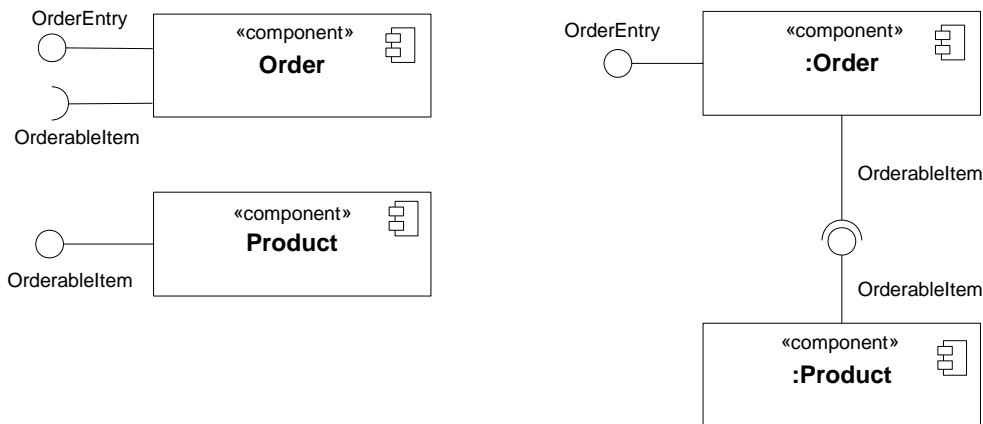 OrderEntry
«component»
Order
OrderableItem
«component»
Product
OrderableItem
OrderEntry
«component»
:Order
OrderableItem
OrderableItem
«component»
:Product